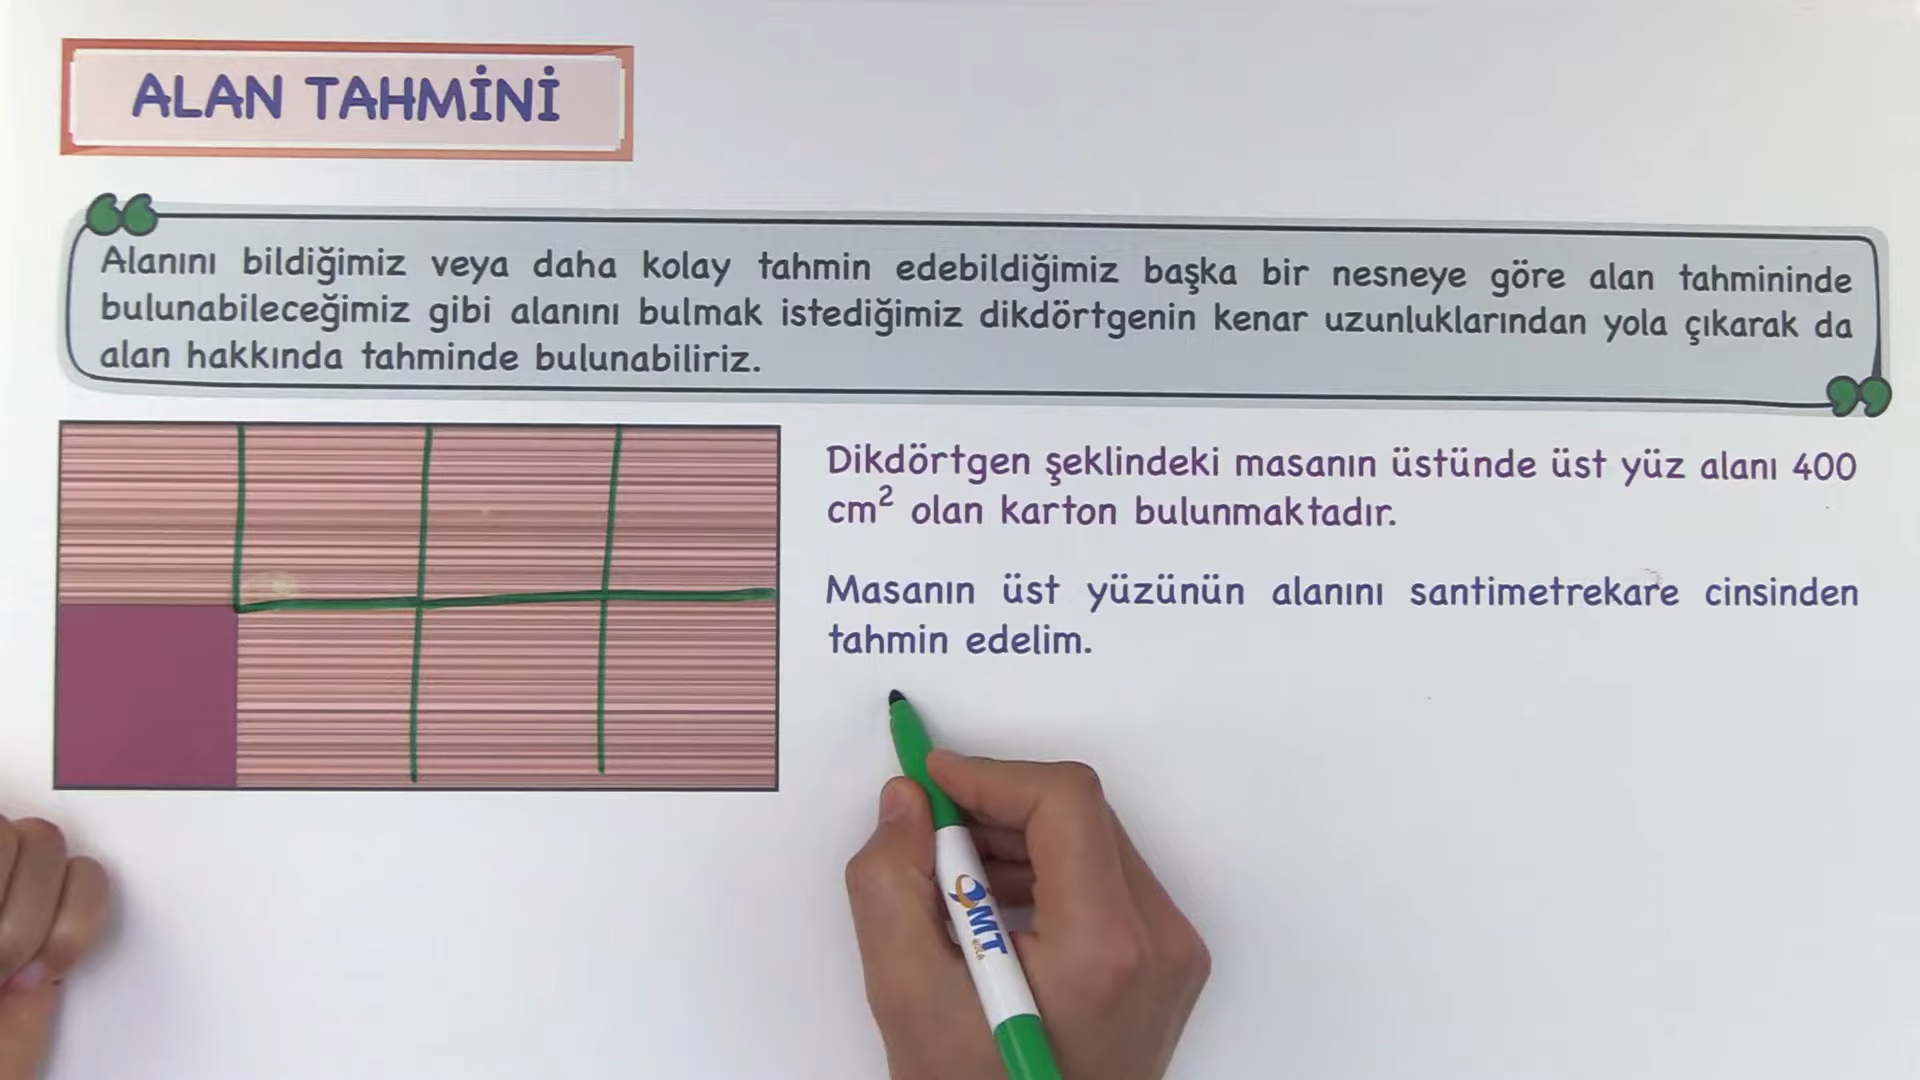 ALAN TAHMİNİ
Alanını bildiğimiz veya daha kolay tahmin edebildiğimiz başka bir nesneye göre alan tahmininde
bulunabileceğimiz gibi alanını bulmak istediğimiz dikdörtgenin kenar uzunluklarından yola çıkarak da
alan hakkında tahminde bulunabiliriz.
Dikdörtgen şeklindeki masanın üstünde üst yüz alanı 400
cm² olan karton bulunmaktadır.
Masanın üst yüzünün alanını santimetrekare cinsinden
tahmin edelim.
MT